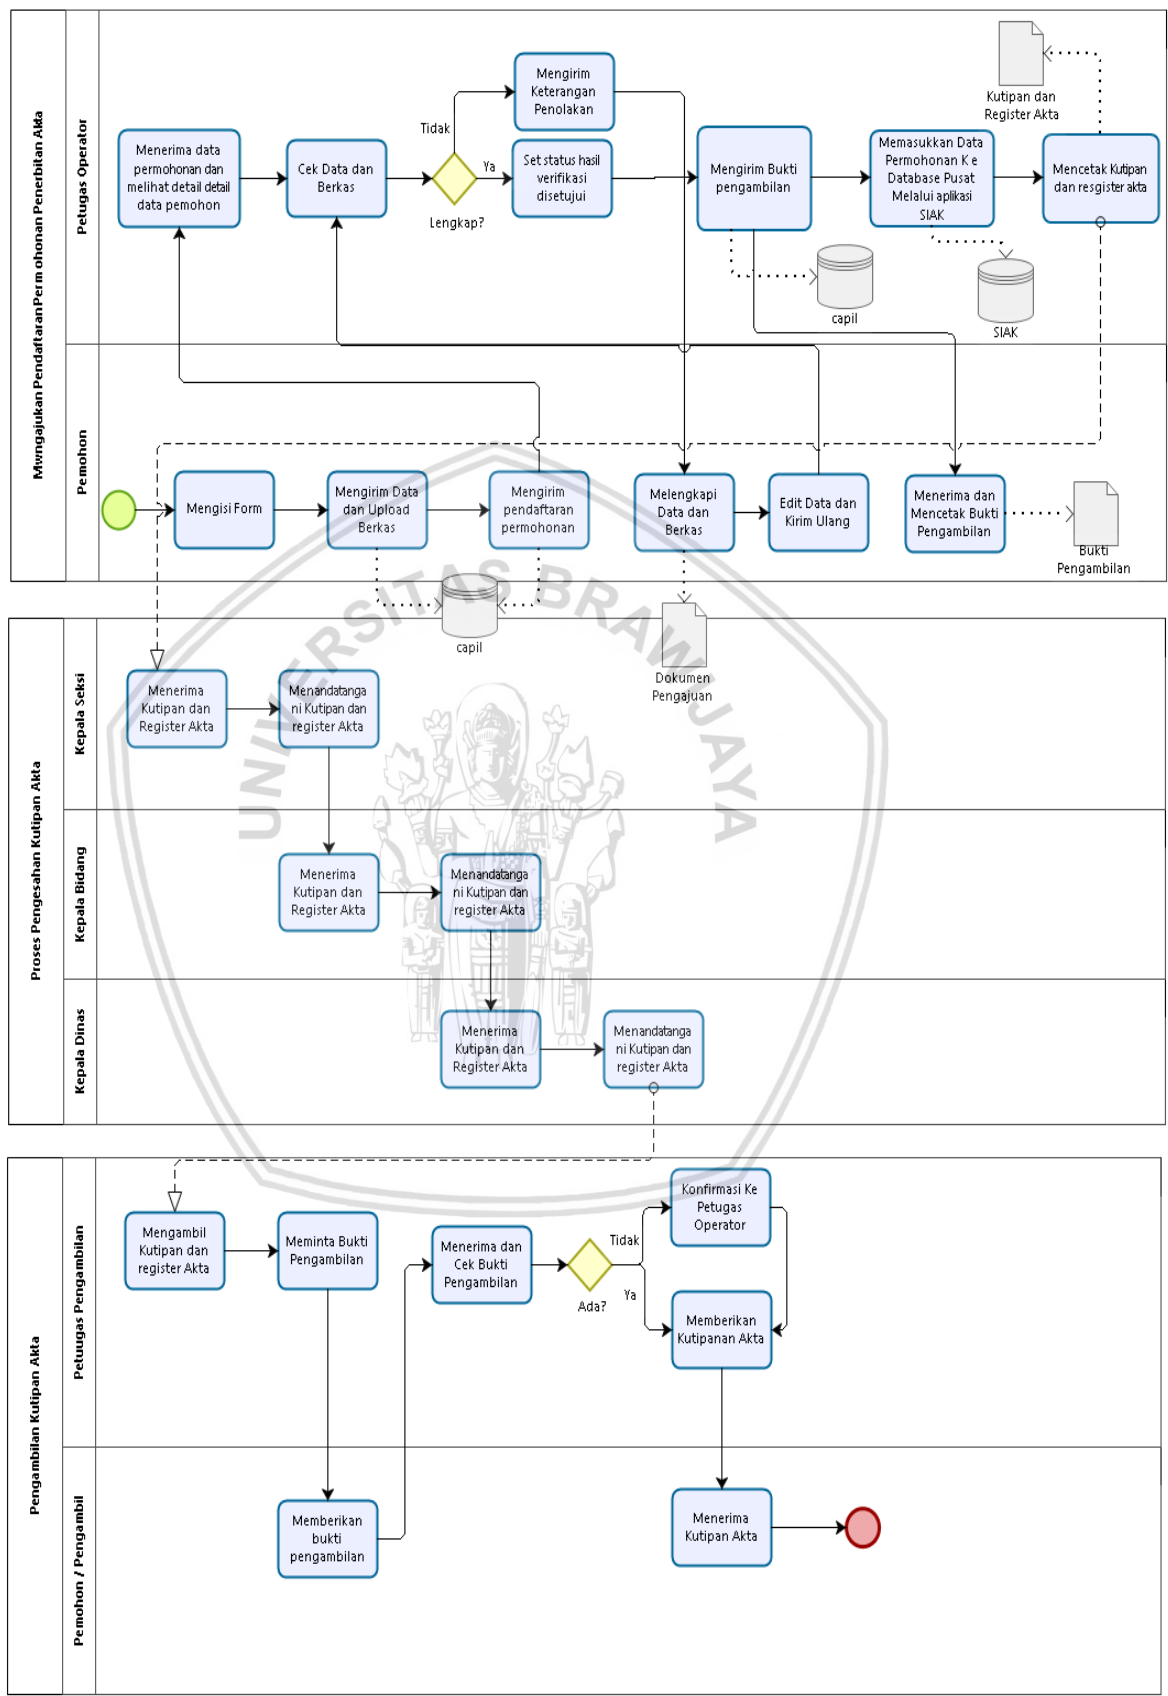 Mwngajukan Pendaftaran Permohonan Penerbitan Akta
Petugas Operator
Menerima data
permohonan dan
melihat detail detail
data pemohon
Cek Data dan
Berkas
Tidak
Ya
Lengkap?
Mengirim
Keterangan
Penolakan
Set status hasil
verifikasi
disetujui
Mengirim Bukti
pengambilan
capil
Memasukkan Data
Permohonan Ke
Database Pusat
Melalui aplikasi
SIAK
SIAK
Kutipan dan
Register Akta
Mencetak Kutipan
dan resgister akta
Pemohon
Mengisi Form
Mengirim Data
dan Upload
Berkas
Mengirim
pendaftaran
permohonan
capil
Melengkapi
Data dan
Berkas
Dokumen
Pengajuan
Edit Data dan
Kirim Ulang
Menerima dan
Mencetak Bukti
Pengambilan
Bukti
Pengambilan
UNIVERSITAS BRAWIJAYA
Proses Pengesahan Kutipan Akta
Kepala Seksi
Menerima
Kutipan dan
Register Akta
Menandatanga
ni Kutipan dan
register Akta
Kepala Bidang
Menerima
Kutipan dan
Register Akta
Menandatanga
ni Kutipan dan
register Akta
Kepala Dinas
Menerima
Kutipan dan
Register Akta
Menandatanga
ni Kutipan dan
register Akta
Pengambilan Kutipan Akta
Petuugas Pengambilan
Mengambil
Kutipan dan
register Akta
Meminta Bukti
Pengambilan
Menerima dan
Cek Bukti
Pengambilan
Tidak
Ya
Ada?
Konfirmasi Ke
Petugas
Operator
Memberikan
Kutipanan Akta
Pemohon / Pengambil
Memberikan
bukti
pengambilan
Menerima
Kutipan Akta